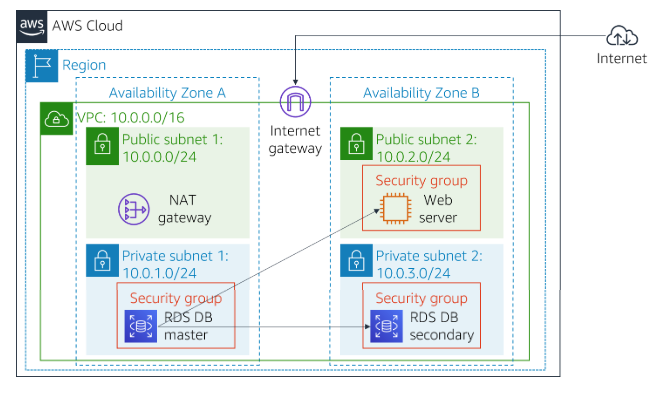 aws
AWS Cloud
Internet
Region
Availability Zone A
Availability Zone B
VPC: 10.0.0.0/16
Internet
gateway
Public subnet 1:
10.0.0.0/24
Public subnet 2:
10.0.2.0/24
NAT
gateway
Security group
Web
server
Private subnet 1:
10.0.1.0/24
Private subnet 2:
10.0.3.0/24
Security group
RDS DB
master
Security group
RDS DB
secondary